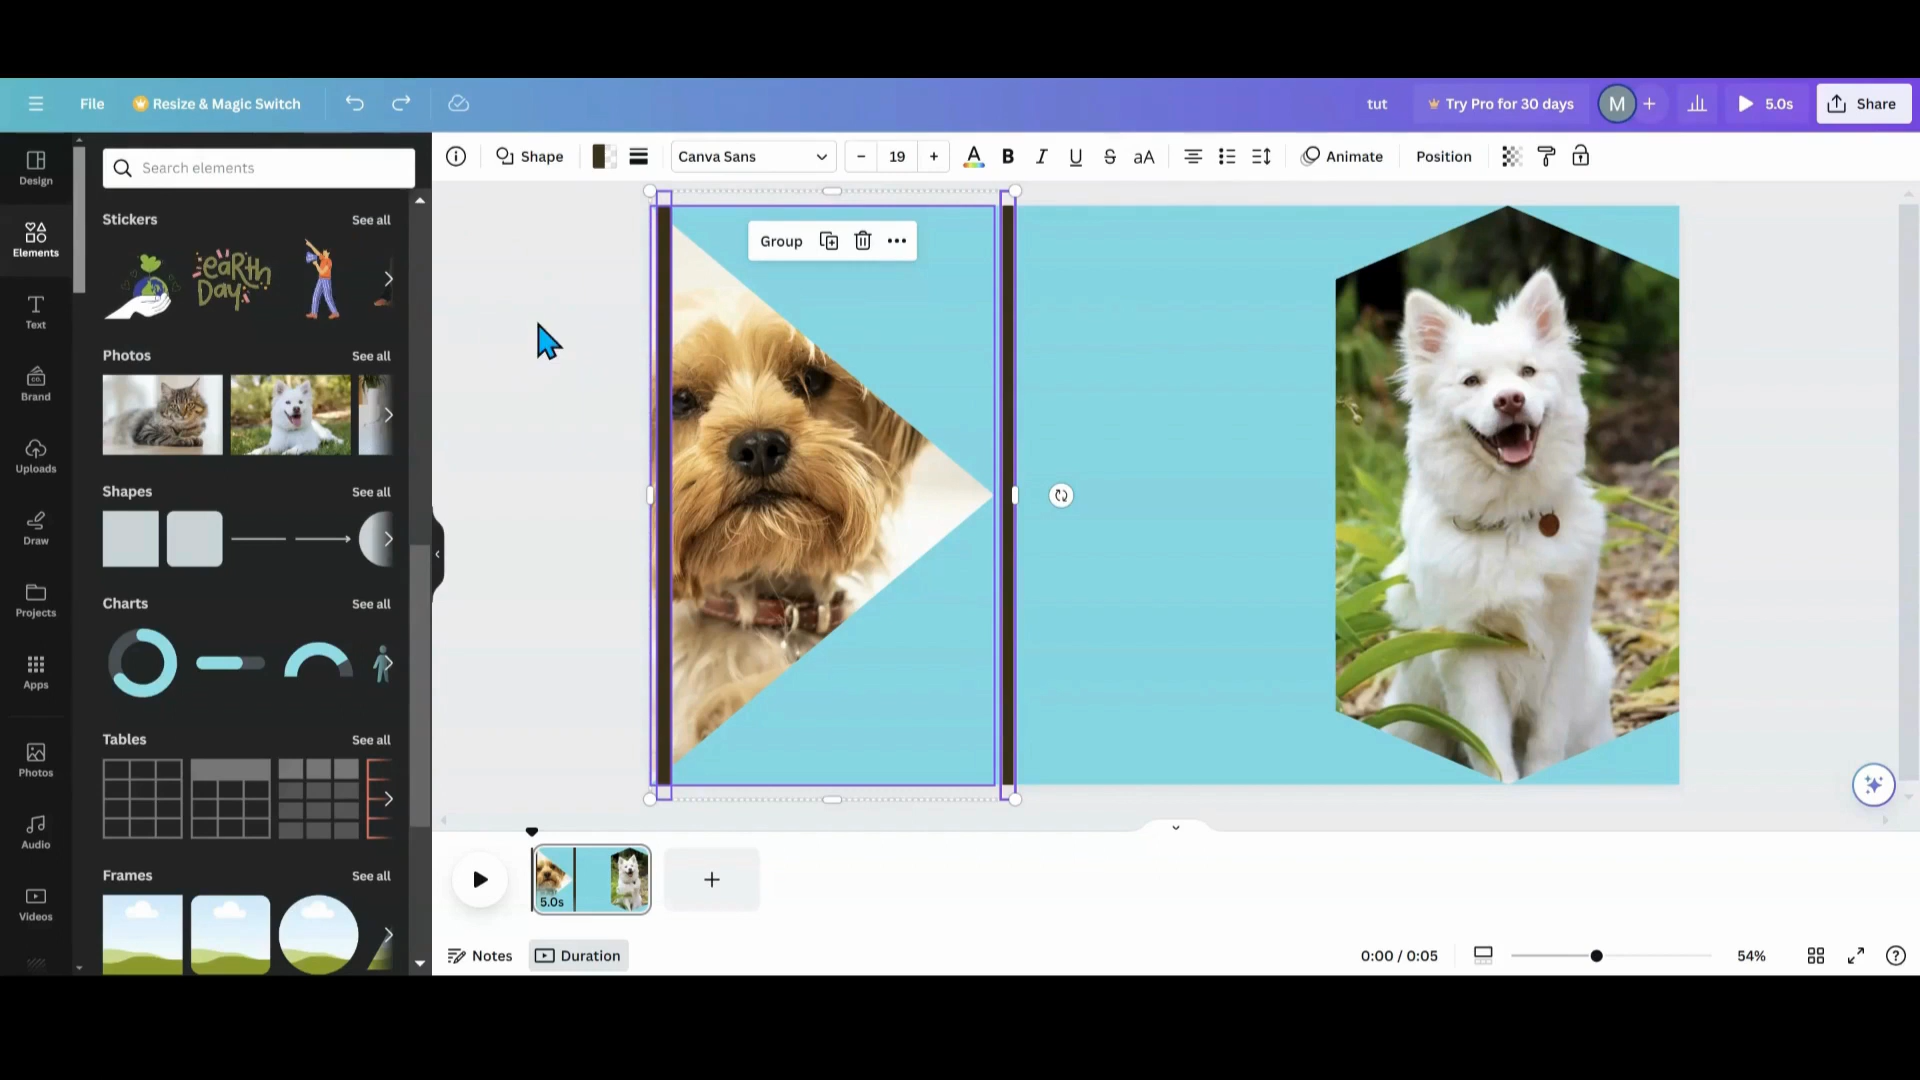 File
Resize & Magic Switch
tut
Try Pro for 30 days
M
5.0s
Share
Design
Elements
Text
Brand
Uploads
Draw
Projects
Apps
Photos
Audio
Videos
Search elements
Stickers
See all
eaRth
Day
Photos
See all
Shapes
See all
Charts
See all
Tables
See all
Frames
See all
Shape
Canva Sans
– 19 +
A
B
I
U
S
aA
Animate
Position
Group
5.0s
Notes
Duration
0:00 / 0:05
54%